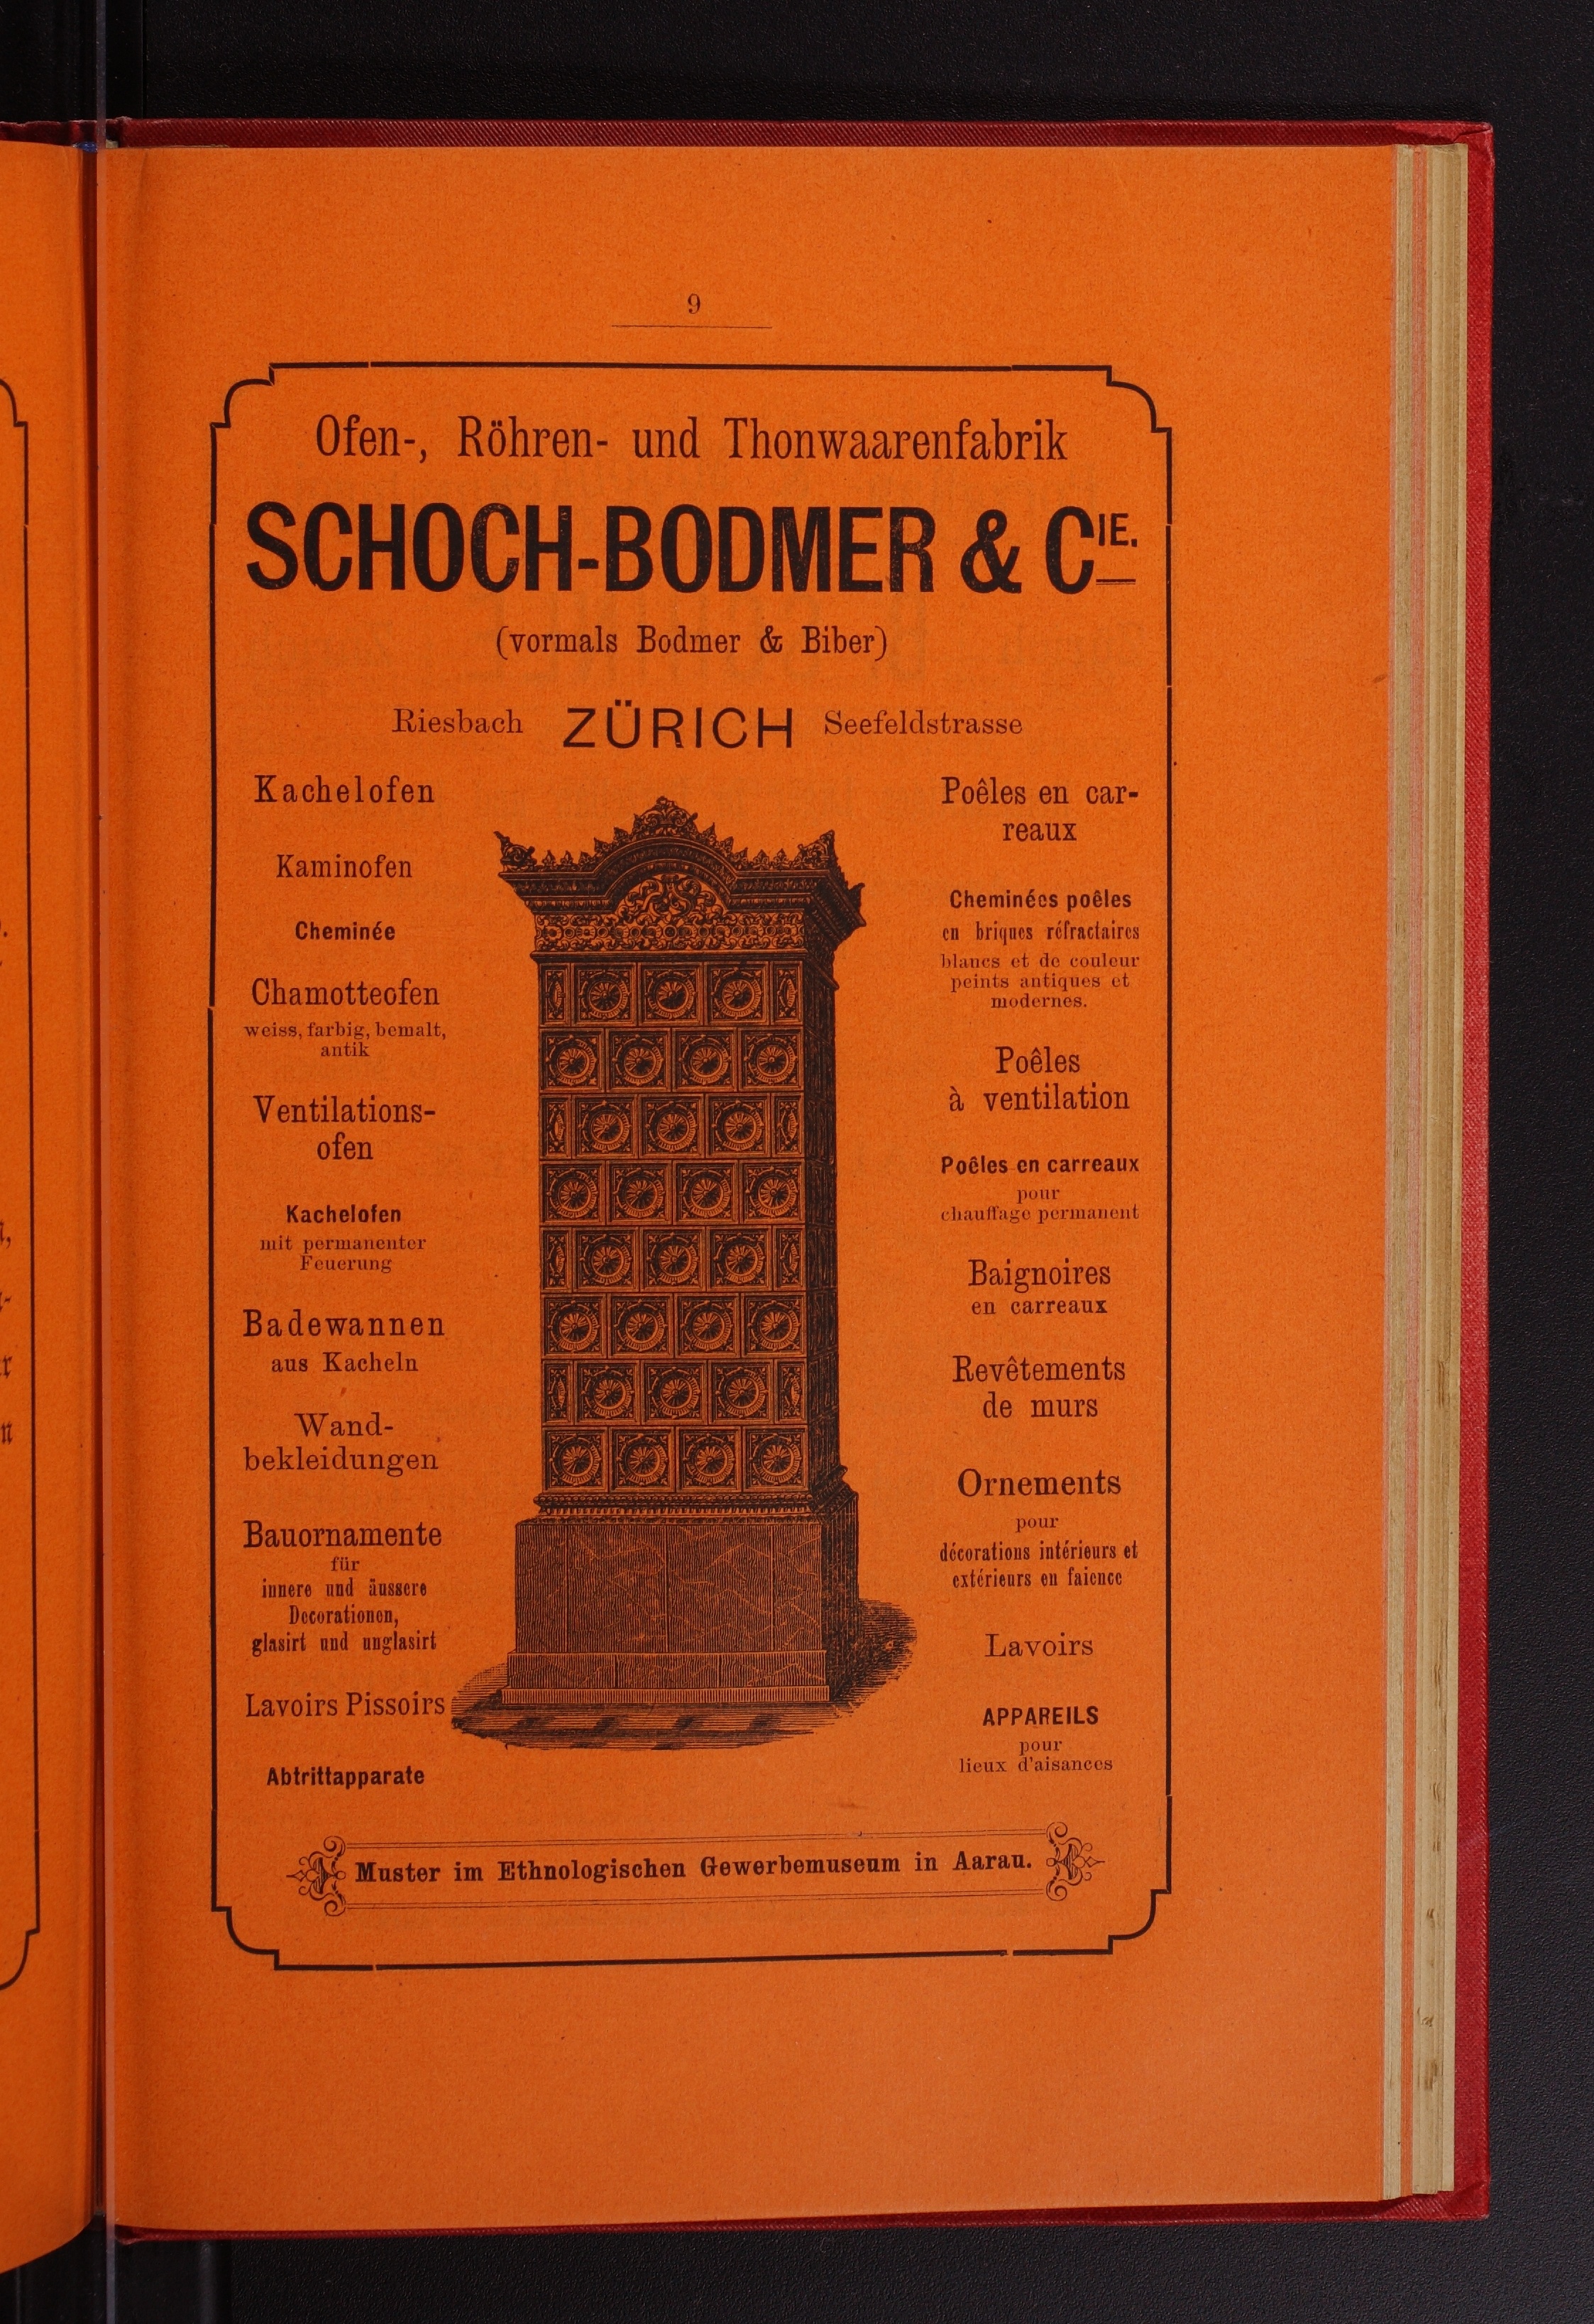 9
Ofen-, Röhren- und Thonwaarenfabrik
SCHOCH-BODMER & CIE.
(vormals Bodmer & Biber)
Riesbach ZÜRICH Seefeldstrasse
Kachelofen
Kaminofen
Cheminée
Chamotteofen
weiss, farbig, bemalt,
antik
Ventilations-
ofen
Kachelofen
mit permanenter
Feuerung
Badewannen
aus Kacheln
Wand-
bekleidungen
Bauornamente
für
innere und äussere
Decorationen,
glasirt und unglasirt
Lavoirs Pissoirs
Abtrittapparate
Poêles en car-
reaux
Cheminées poêles
en briques réfractaires
blancs et de couleur
peints antiques et
modernes.
Poêles
à ventilation
Poêles en carreaux
pour
chauffage permanent
Baignoires
en carreaux
Revêtements
de murs
Ornements
pour
décorations intérieurs et
extérieurs en faience
Lavoirs
APPAREILS
pour
lieux d'aisances
Muster im Ethnologischen Gewerbemuseum in Aarau.